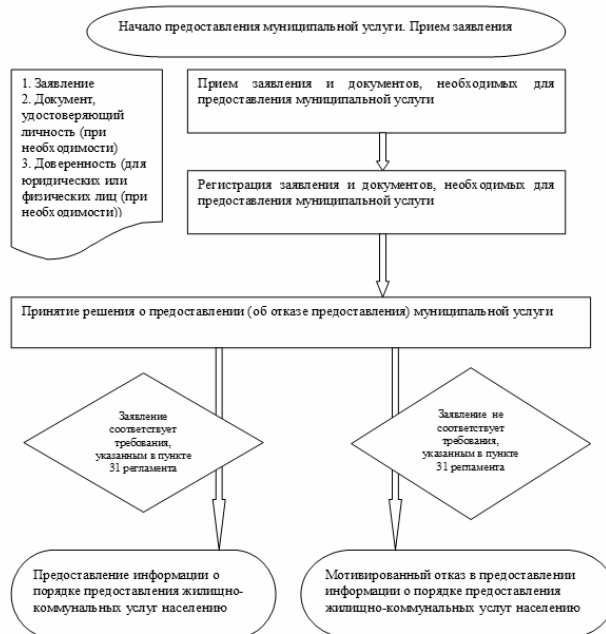 Начало предоставления муниципальной услуги. Прием заявления
1. Заявление
2. Документ,
удостоверяющий
личность (при
необходимости)
3. Доверенность (для
юридических или
физических лиц (при
необходимости))
Прием заявления и документов, необходимых для
предоставления муниципальной услуги
Регистрация заявления и документов, необходимых для
предоставления муниципальной услуги
Принятие решения о предоставлении (об отказе предоставления) муниципальной услуги
Заявление
соответствует
требования,
указанным в пункте
31 регламента
Заявление не
соответствует
требования,
указанным в пункте
31 регламента
Предоставление информации о
порядке предоставления жилищно-
коммунальных услуг населению
Мотивированный отказ в предоставлении
информации о порядке предоставления
жилищно-коммунальных услуг населению